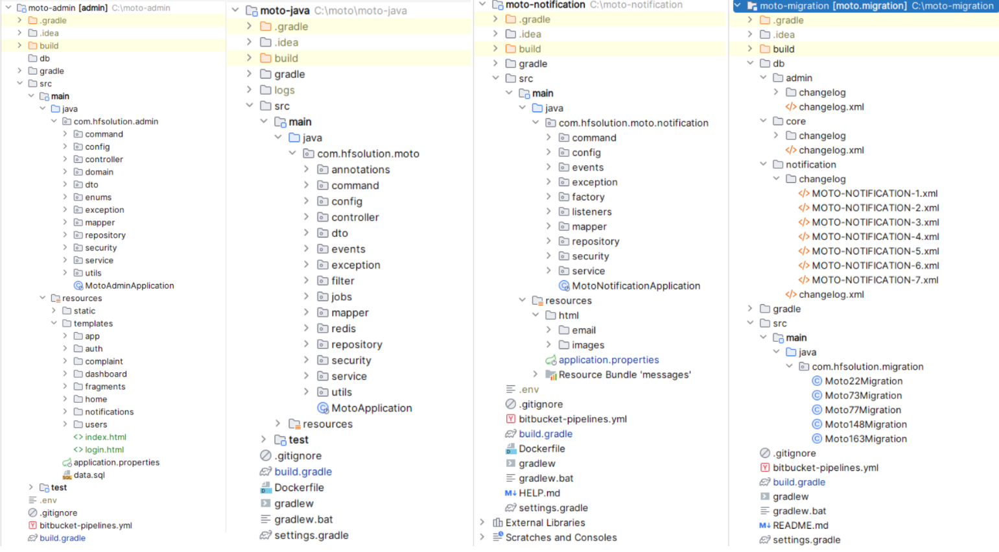 moto-admin [admin] C:\moto-admin
.gradle
.idea
build
db
gradle
src
main
java
com.hfsolution.admin
command
config
controller
domain
dto
enums
exception
mapper
repository
security
service
utils
MotoAdminApplication
resources
static
templates
app
auth
complaint
dashboard
fragments
home
notifications
users
index.html
login.html
application.properties
data.sql
test
.env
.gitignore
bitbucket-pipelines.yml
build.gradle
moto-java C:\moto\moto-java
.gradle
.idea
build
gradle
logs
src
main
java
com.hfsolution.moto
annotations
command
config
controller
dto
events
exception
filter
jobs
mapper
redis
repository
security
service
utils
MotoApplication
resources
test
.gitignore
build.gradle
Dockerfile
gradlew
gradlew.bat
settings.gradle
moto-notification C:\moto-notification
.gradle
.idea
build
gradle
src
main
java
com.hfsolution.moto.notification
command
config
events
exception
factory
listeners
mapper
repository
security
service
MotoNotificationApplication
resources
html
email
images
application.properties
Resource Bundle 'messages'
.env
.gitignore
bitbucket-pipelines.yml
build.gradle
Dockerfile
gradlew
gradlew.bat
HELP.md
settings.gradle
External Libraries
Scratches and Consoles
moto-migration [moto.migration] C:\moto-migration
.gradle
.idea
build
db
admin
changelog
changelog.xml
core
changelog
changelog.xml
notification
changelog
MOTO-NOTIFICATION-1.xml
MOTO-NOTIFICATION-2.xml
MOTO-NOTIFICATION-3.xml
MOTO-NOTIFICATION-4.xml
MOTO-NOTIFICATION-5.xml
MOTO-NOTIFICATION-6.xml
MOTO-NOTIFICATION-7.xml
changelog.xml
gradle
src
main
java
com.hfsolution.migration
Moto22Migration
Moto73Migration
Moto77Migration
Moto148Migration
Moto163Migration
.gitignore
bitbucket-pipelines.yml
build.gradle
gradlew
gradlew.bat
README.md
settings.gradle